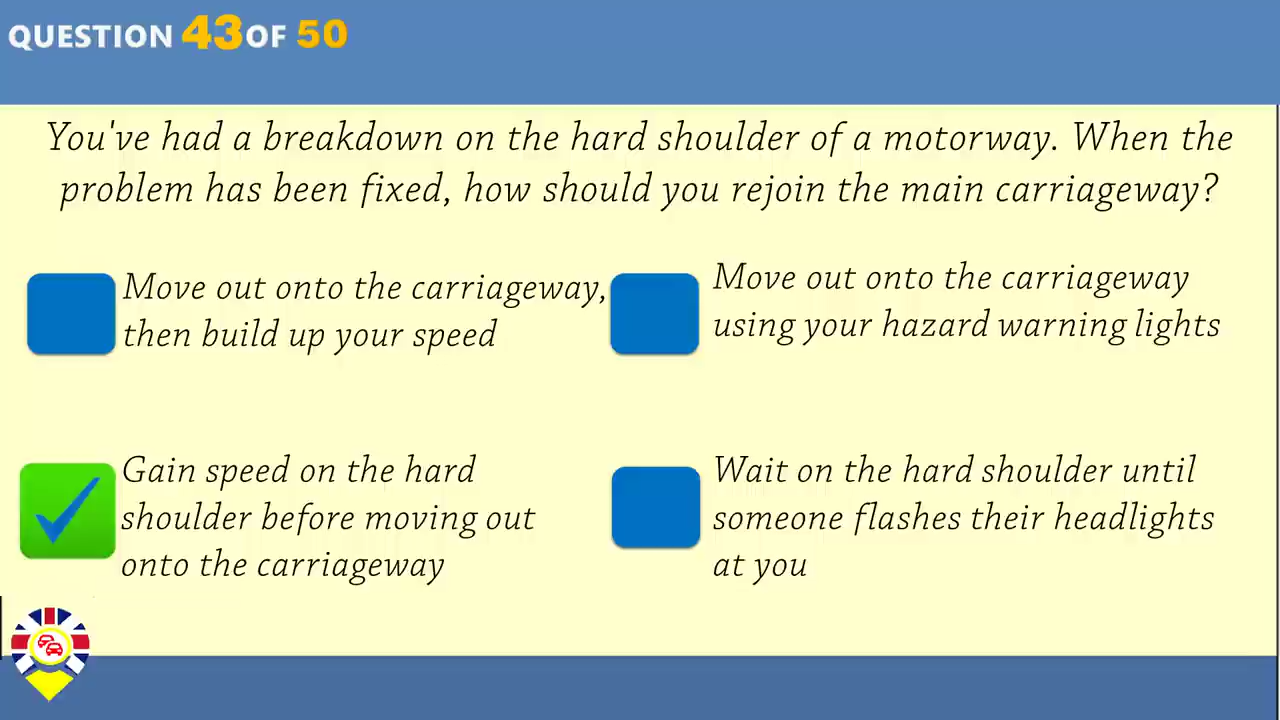 QUESTION 43 OF 50
You've had a breakdown on the hard shoulder of a motorway. When the
problem has been fixed, how should you rejoin the main carriageway?
Move out onto the carriageway,
then build up your speed
Move out onto the carriageway
using your hazard warning lights
Gain speed on the hard
shoulder before moving out
onto the carriageway
Wait on the hard shoulder until
someone flashes their headlights
at you